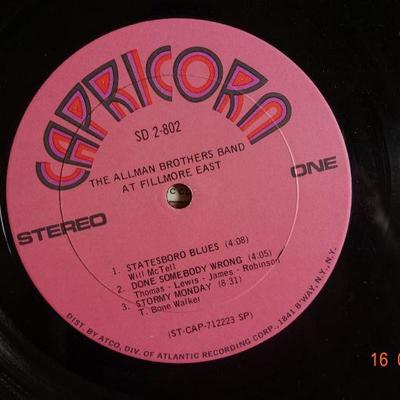 CAPRICORN
SD 2-802
THE ALLMAN BROTHERS BAND
AT FILLMORE EAST
STEREO
ONE
1. STATESBORO BLUES (4:08)
Will McTell
2. DONE SOMEBODY WRONG (4:05)
Thomas - Lewis - James - Robinson
3. STORMY MONDAY (8:31)
T. Bone Walker
(ST-CAP-712223 SP)
DIST. BY ATCO, DIV. OF ATLANTIC RECORDING CORP., 1841 B'WAY, N.Y., N.Y.
16